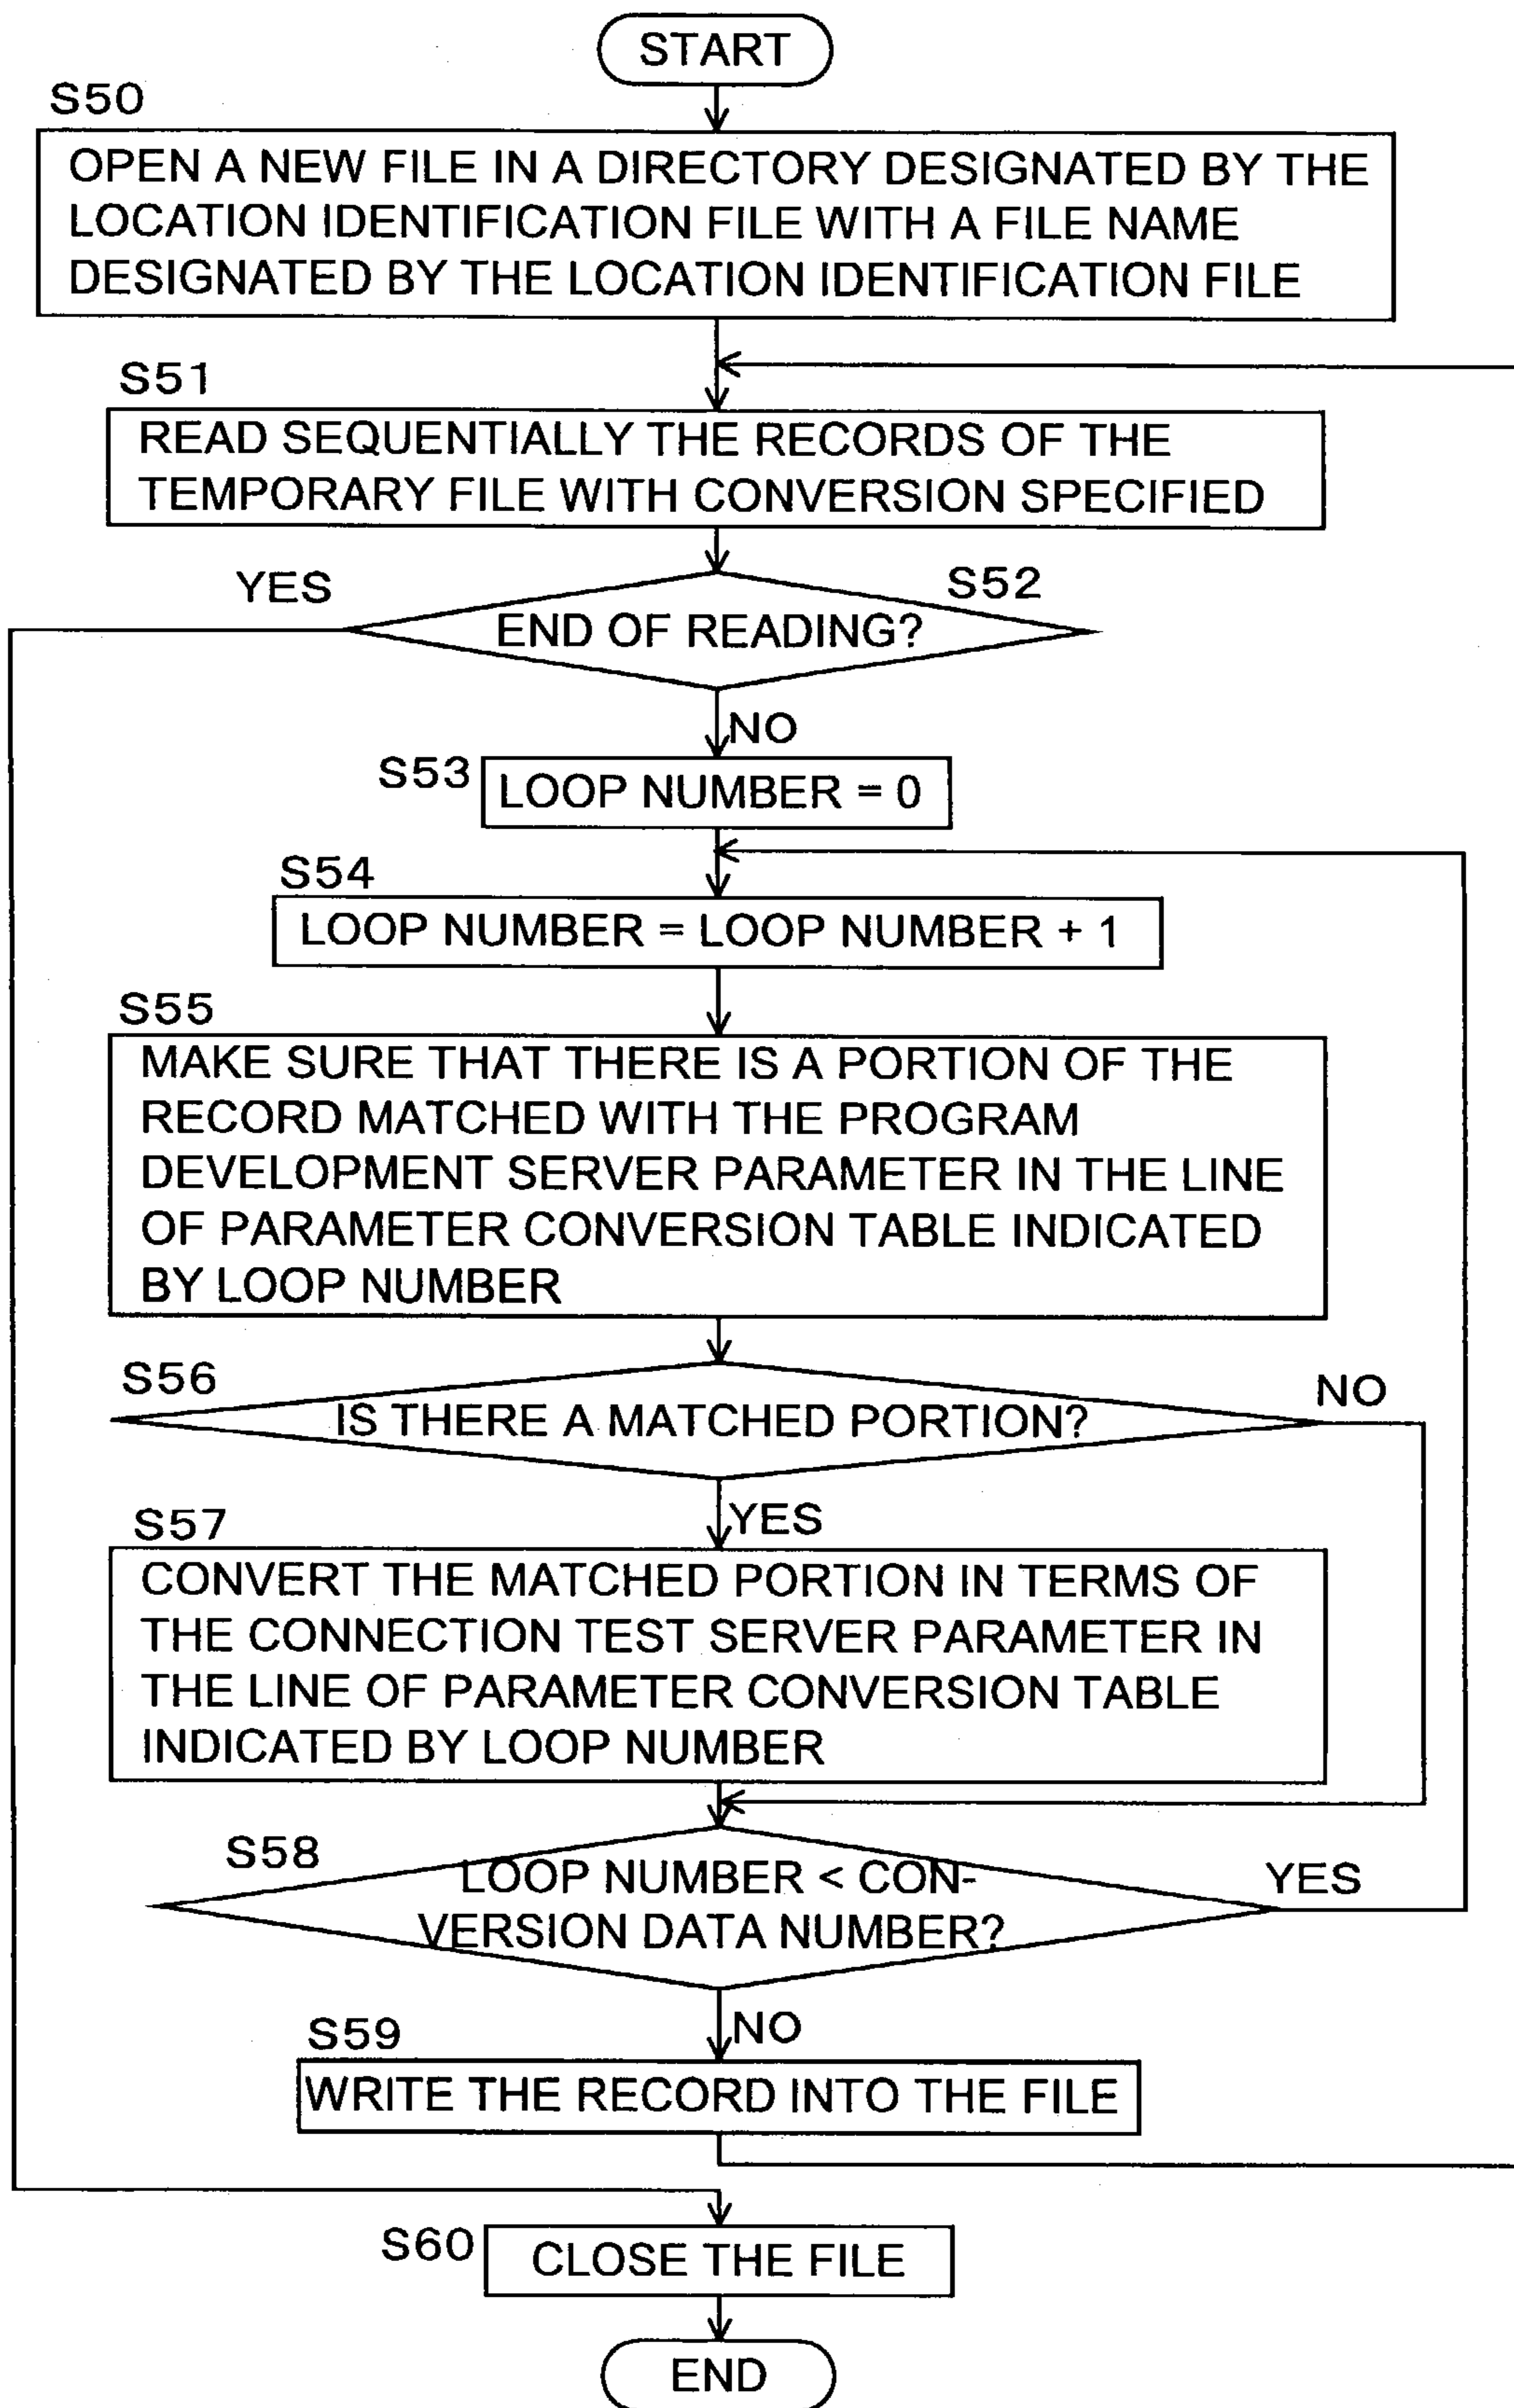 START
S50
OPEN A NEW FILE IN A DIRECTORY DESIGNATED BY THE
LOCATION IDENTIFICATION FILE WITH A FILE NAME
DESIGNATED BY THE LOCATION IDENTIFICATION FILE
S51
READ SEQUENTIALLY THE RECORDS OF THE
TEMPORARY FILE WITH CONVERSION SPECIFIED
YES
S52
END OF READING?
NO
S53
LOOP NUMBER = 0
S54
LOOP NUMBER = LOOP NUMBER + 1
S55
MAKE SURE THAT THERE IS A PORTION OF THE
RECORD MATCHED WITH THE PROGRAM
DEVELOPMENT SERVER PARAMETER IN THE LINE
OF PARAMETER CONVERSION TABLE INDICATED
BY LOOP NUMBER
S56
NO
IS THERE A MATCHED PORTION?
YES
S57
CONVERT THE MATCHED PORTION IN TERMS OF
THE CONNECTION TEST SERVER PARAMETER IN
THE LINE OF PARAMETER CONVERSION TABLE
INDICATED BY LOOP NUMBER
S58
LOOP NUMBER < CON-
VERSION DATA NUMBER?
YES
NO
S59
WRITE THE RECORD INTO THE FILE
S60
CLOSE THE FILE
END